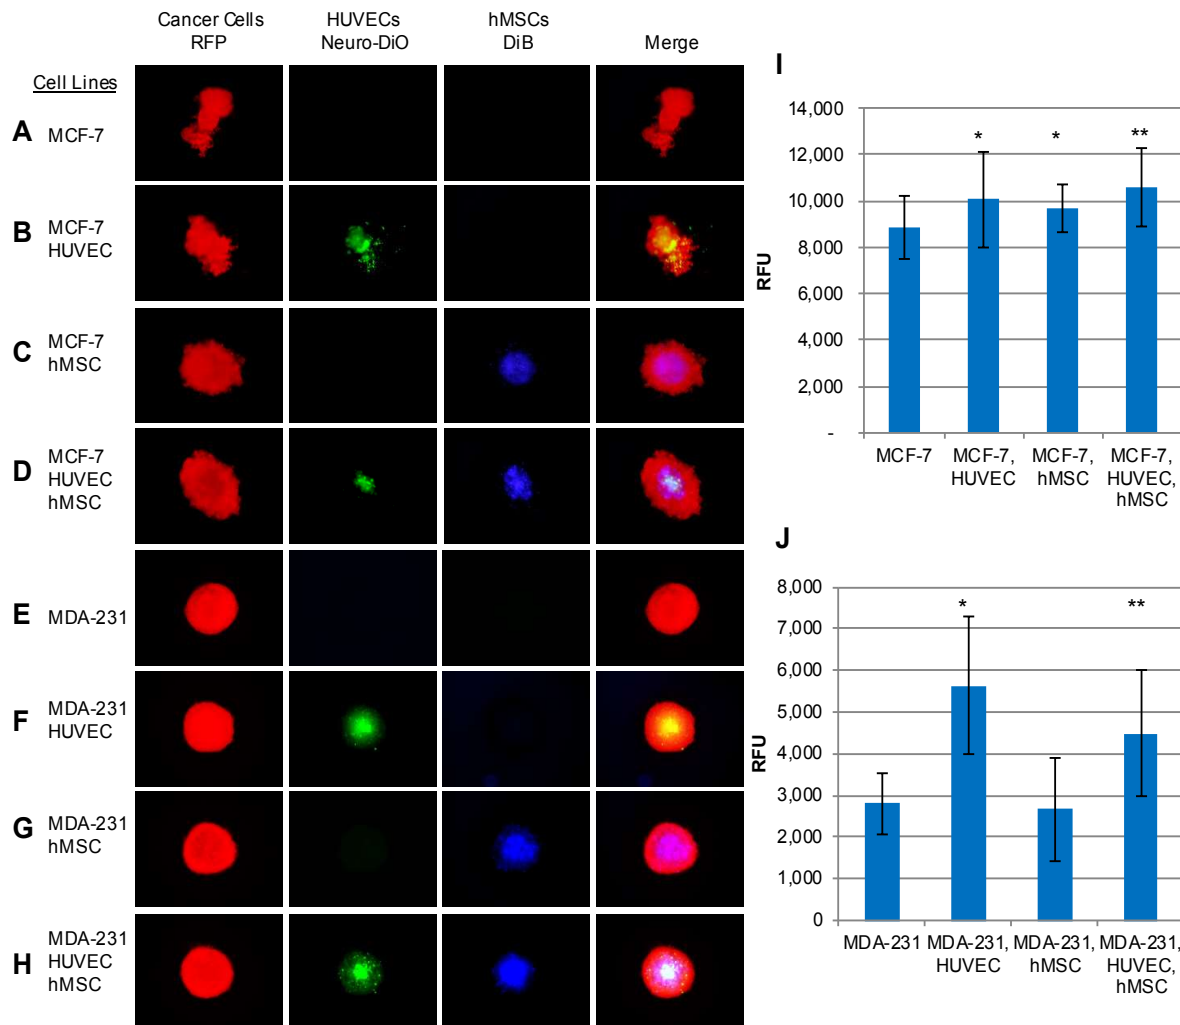 Cancer Cells
RFP
HUVECs
Neuro-DiO
hMSCs
DiB
Merge
Cell Lines
A MCF-7
B MCF-7
HUVEC
C MCF-7
hMSC
D MCF-7
HUVEC
hMSC
E MDA-231
F MDA-231
HUVEC
G MDA-231
hMSC
H MDA-231
HUVEC
hMSC
I
14,000
12,000
10,000
8,000
6,000
4,000
2,000
-
RFU
* * **
MCF-7
MCF-7,
HUVEC
MCF-7,
hMSC
MCF-7,
HUVEC,
hMSC
J
8,000
7,000
6,000
5,000
4,000
3,000
2,000
1,000
0
RFU
* **
MDA-231
MDA-231,
HUVEC
MDA-231,
hMSC
MDA-231,
HUVEC,
hMSC